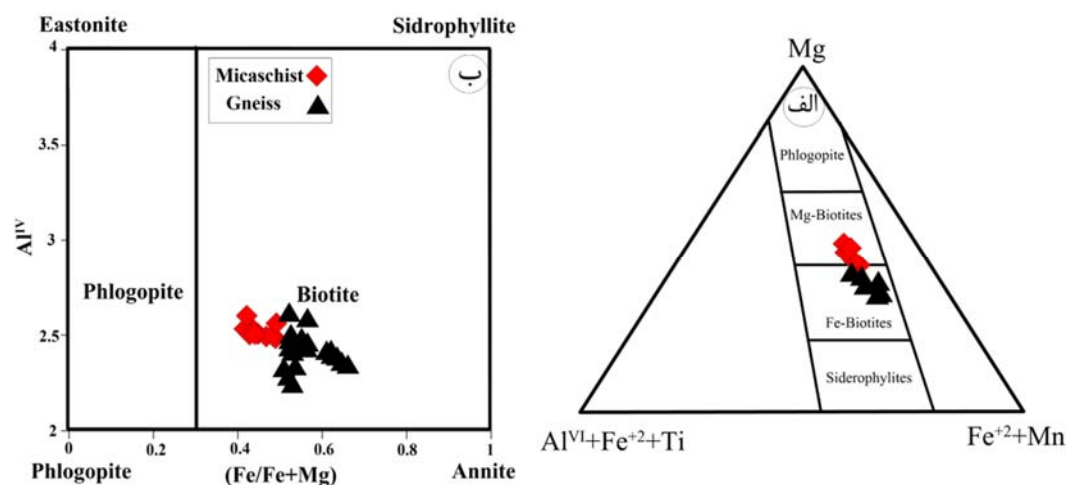 Eastonite Sidrophyllite
4
ب
Micaschist
Gneiss
3.5
Al^IV
3
Phlogopite Biotite
2.5
2
0 0.2 0.4 0.6 0.8 1
Phlogopite (Fe/Fe+Mg) Annite
Mg
الف
Phlogopite
Mg-Biotites
Fe-Biotites
Siderophylites
Al^VI+Fe^+2+Ti Fe^+2+Mn